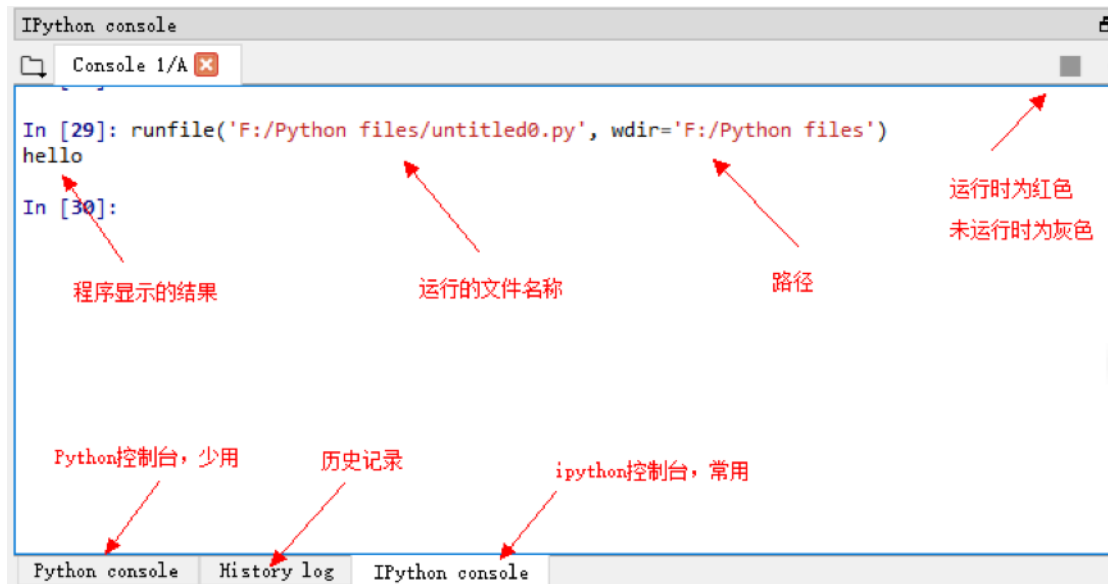 IPython console
Console 1/A
In [29]: runfile('F:/Python files/untitled0.py', wdir='F:/Python files')
hello
运行时为红色
In [30]:
未运行时为灰色
程序显示的结果
运行的文件名称
路径
Python控制台，少用
历史记录
ipython控制台，常用
Python console
History log
IPython console